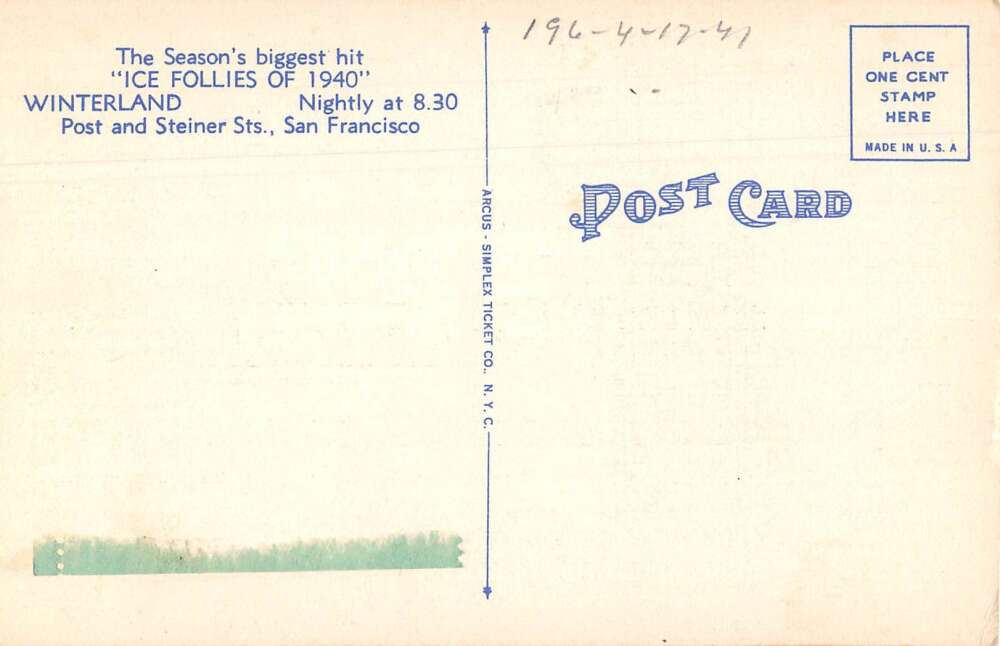 The Season's biggest hit
"ICE FOLLIES OF 1940"
WINTERLAND Nightly at 8.30
Post and Steiner Sts., San Francisco
196-4-17-41
PLACE
ONE CENT
STAMP
HERE
MADE IN U. S. A
POST CARD
ARCUS - SIMPLEX TICKET CO., N. Y. C.